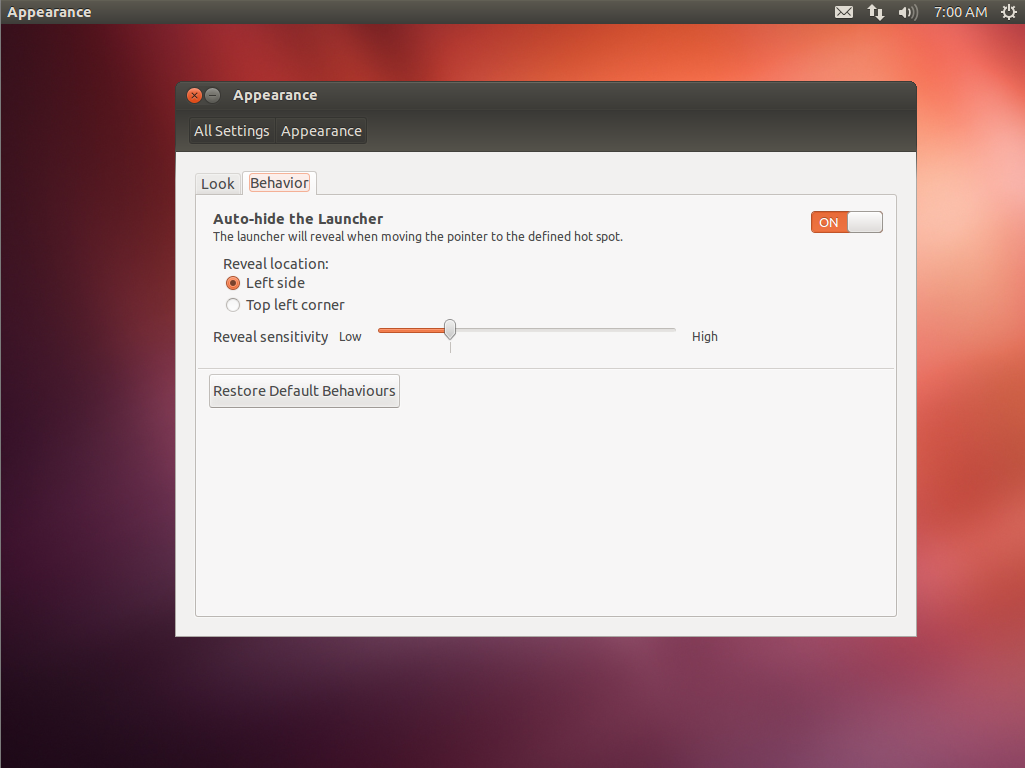 Appearance 7:00 AM
Appearance
All Settings Appearance
Look Behavior
Auto-hide the Launcher ON
The launcher will reveal when moving the pointer to the defined hot spot.
Reveal location:
Left side
Top left corner
Reveal sensitivity Low High
Restore Default Behaviours